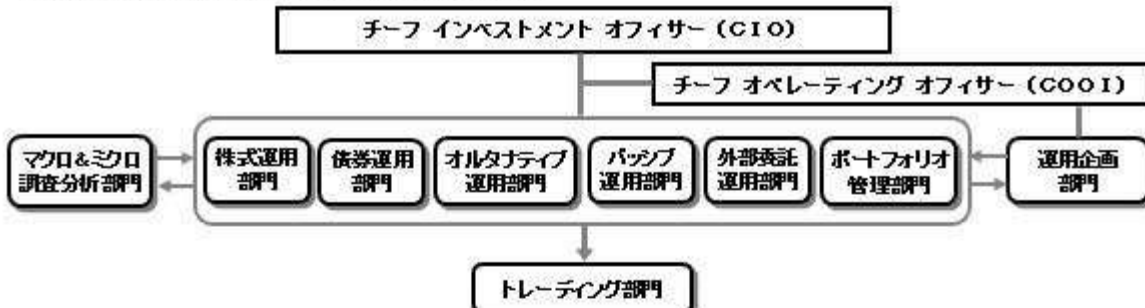 チーフ インベストメント オフィサー (CIO)
チーフ オペレーティング オフィサー (COOI)
マクロ&ミクロ
調査分析部門
株式運用
部門
債券運用
部門
オルタナティブ
運用部門
パッシブ
運用部門
外部委託
運用部門
ポートフォリオ
管理部門
運用企画
部門
トレーディング部門